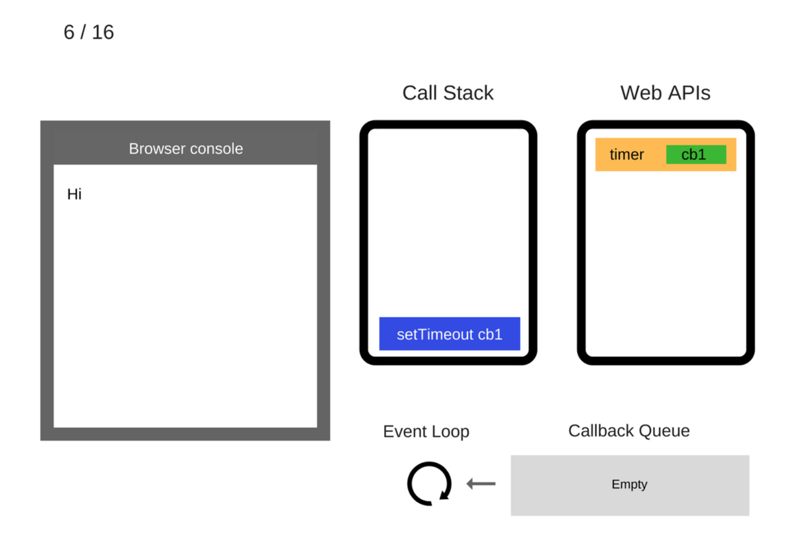 6 / 16
Call Stack
Web APIs
Browser console
timer
cb1
Hi
setTimeout cb1
Event Loop
Callback Queue
Empty